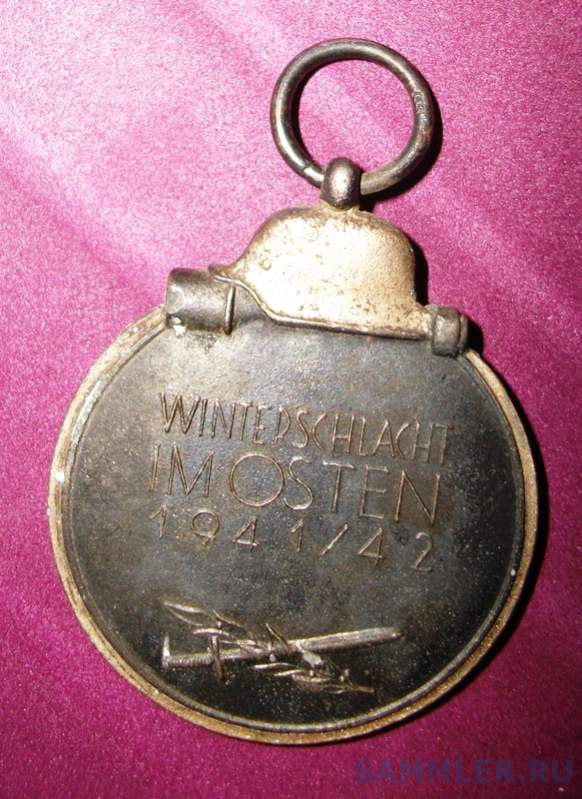 WINTERSCHLACHT
IM OSTEN
1941/42
SAMMLER.RU